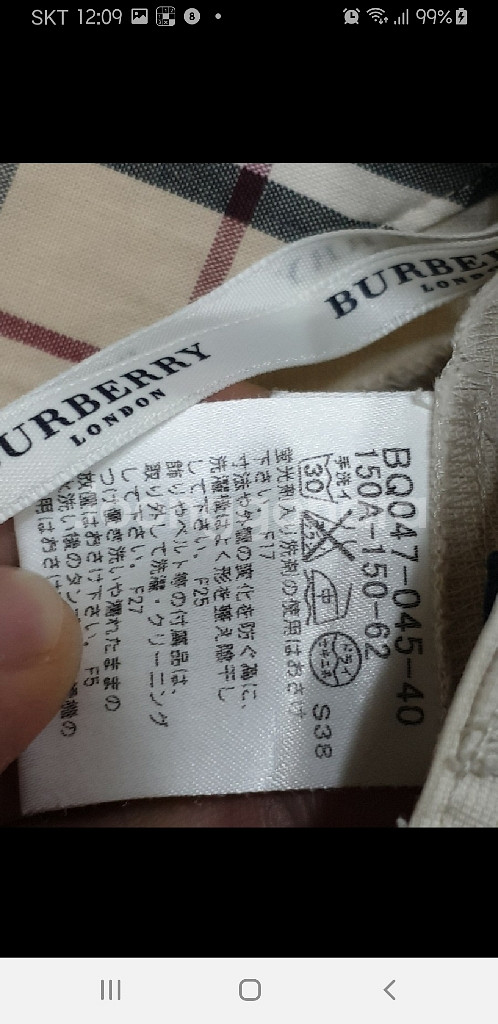 SKT 12:09
99%
BURBERRY
LONDON
BURBERRY
LONDON
BQ047-045-40
150A-150-62
手洗イ
30
ドライ
S38
蛍光剤入り洗剤の使用はおさけ
下さい。 F17
寸法や外観の変化を防ぐ為に、
洗濯後はよく形を整え陰干し
して下さい。 F25
飾りやベルト等の付属品は、
取り外して洗濯・クリーニング
して下さい。 F27
つけ置き洗いや濡れたままの
放置はおさけ下さい。 F5